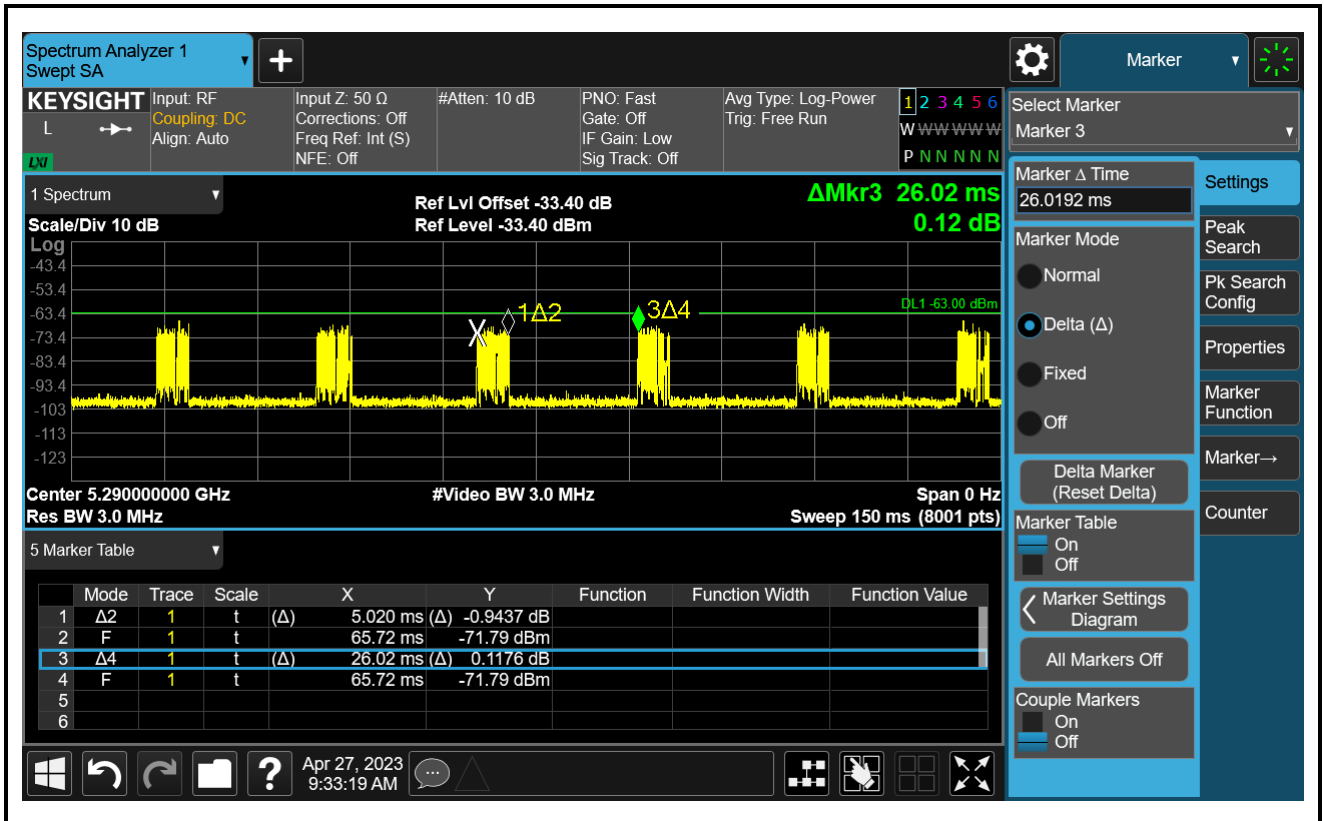 Spectrum Analyzer 1
Swept SA
+
Marker
KEYSIGHT
L
LXI
Input: RF
Coupling: DC
Align: Auto
Input Z: 50 Ω
Corrections: Off
Freq Ref: Int (S)
NFE: Off
#Atten: 10 dB
PNO: Fast
Gate: Off
IF Gain: Low
Sig Track: Off
Avg Type: Log-Power
Trig: Free Run
1 2 3 4 5 6
W W W W W W
P N N N N N
1 Spectrum
Scale/Div 10 dB
Ref Lvl Offset -33.40 dB
Ref Level -33.40 dBm
ΔMkr3 26.02 ms
0.12 dB
Log
-43.4
-53.4
-63.4
-73.4
-83.4
-93.4
-103
-113
-123
X
1Δ2
3Δ4
DL1 -63.00 dBm
Center 5.290000000 GHz
#Video BW 3.0 MHz
Span 0 Hz
Res BW 3.0 MHz
Sweep 150 ms (8001 pts)
5 Marker Table
Mode Trace Scale X Y Function Function Width Function Value
1 Δ2 1 t (Δ) 5.020 ms (Δ) -0.9437 dB
2 F 1 t 65.72 ms -71.79 dBm
3 Δ4 1 t (Δ) 26.02 ms (Δ) 0.1176 dB
4 F 1 t 65.72 ms -71.79 dBm
5
6
Select Marker
Marker 3
Marker Δ Time
26.0192 ms
Marker Mode
Normal
Delta (Δ)
Fixed
Off
Delta Marker
(Reset Delta)
Marker Table
On
Off
Marker Settings
Diagram
All Markers Off
Couple Markers
On
Off
Settings
Peak
Search
Pk Search
Config
Properties
Marker
Function
Marker→
Counter
?
Apr 27, 2023
9:33:19 AM